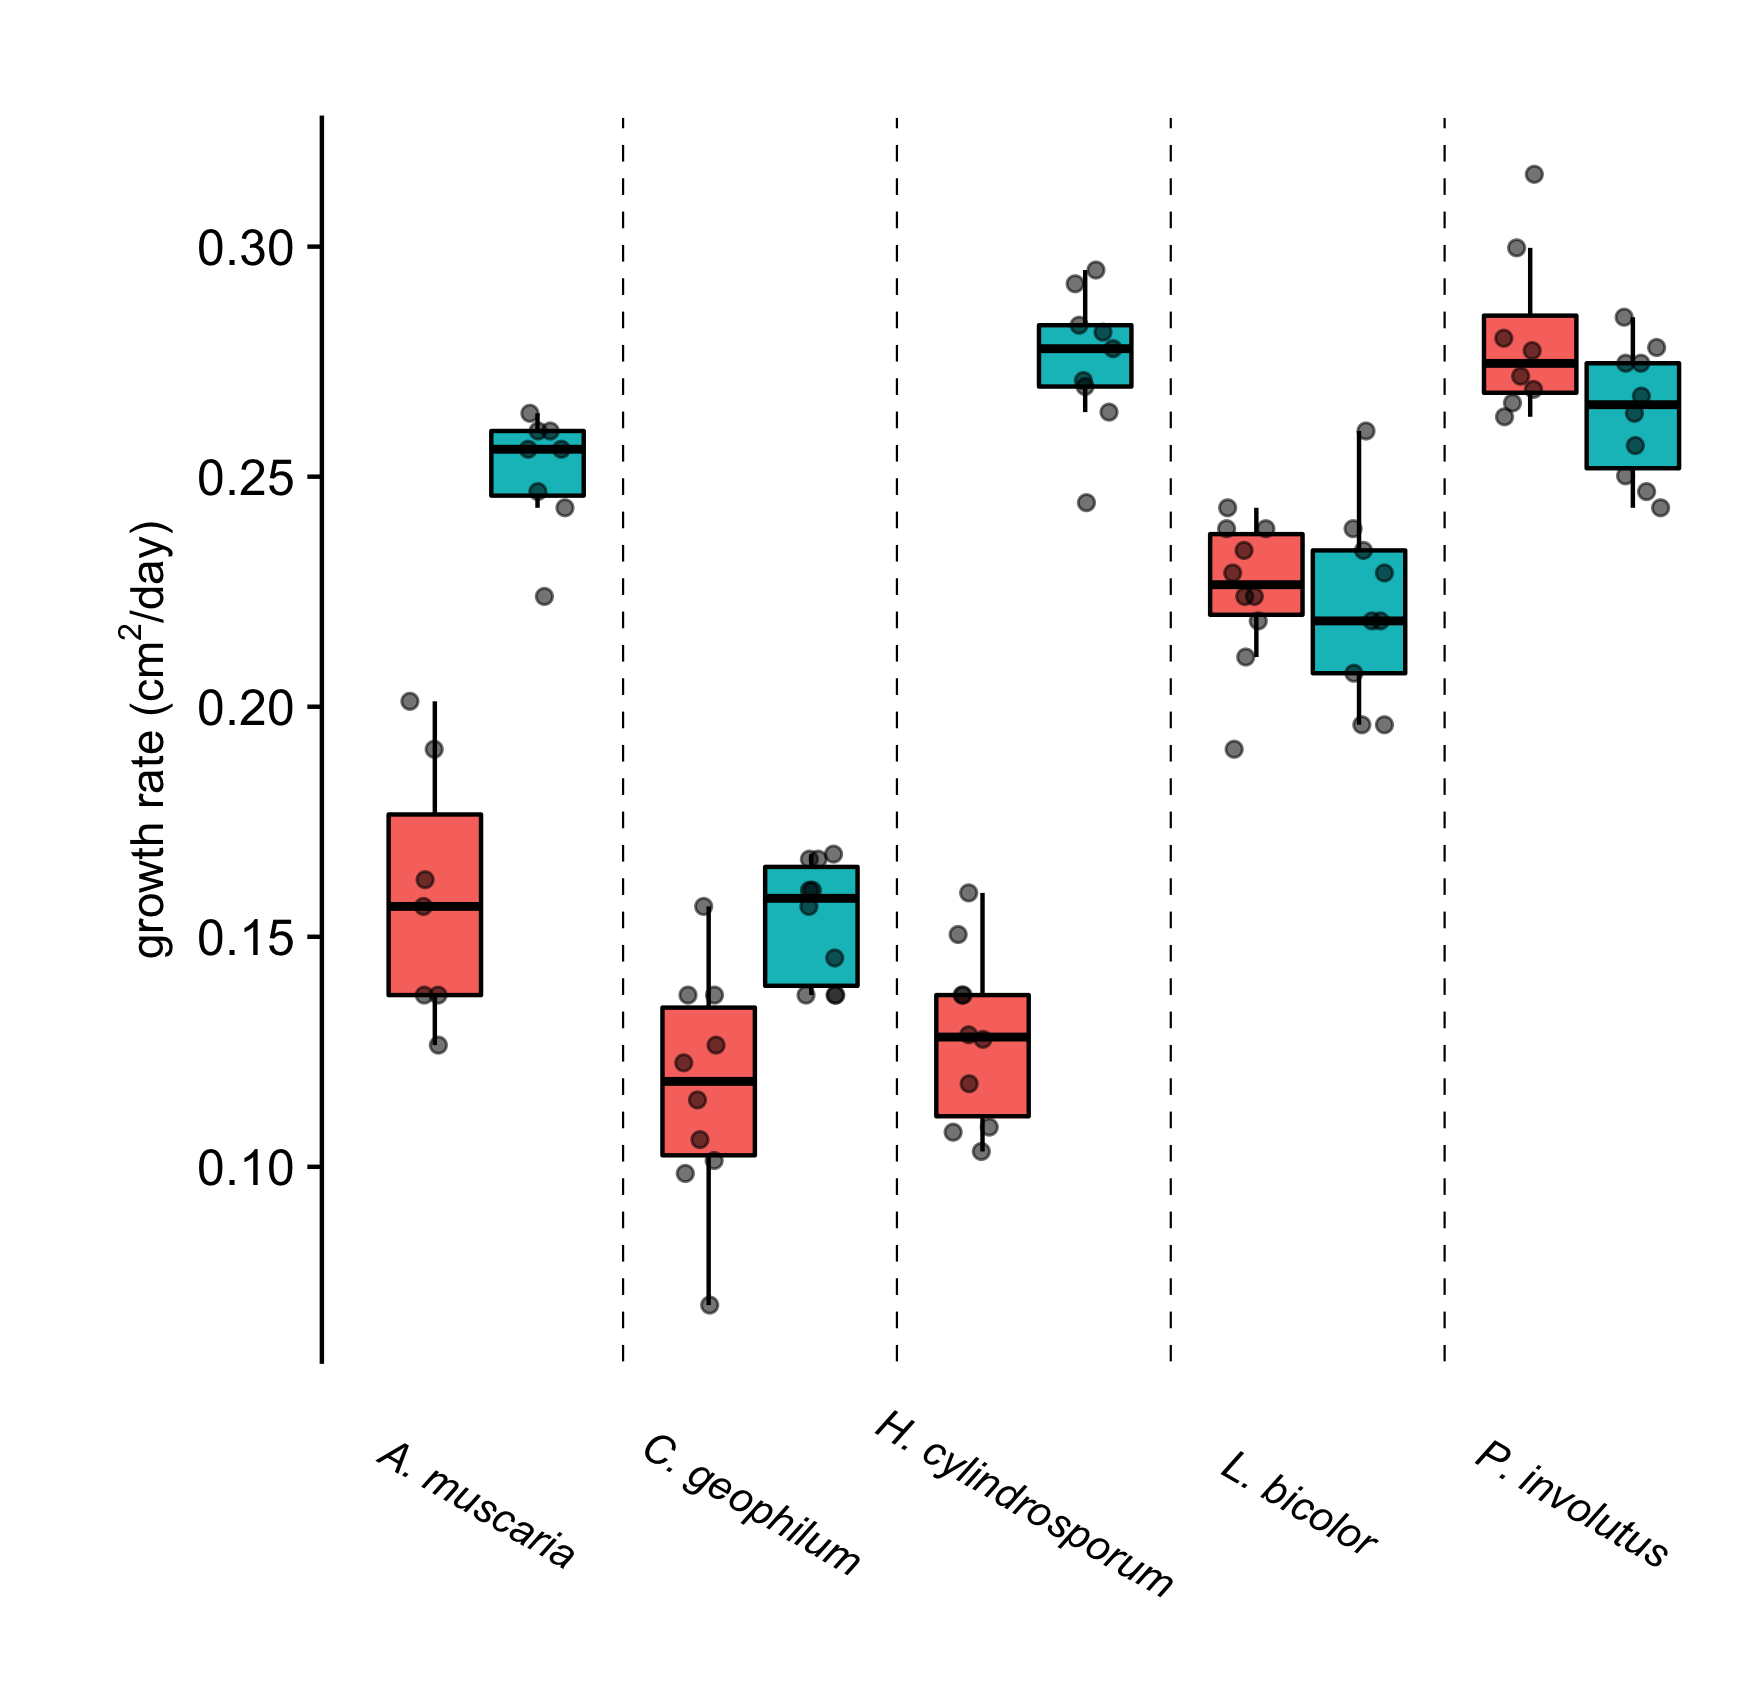 growth rate (cm²/day)
0.30
0.25
0.20
0.15
0.10
A. muscaria
C. geophilum
H. cylindrosporum
L. bicolor
P. involutus